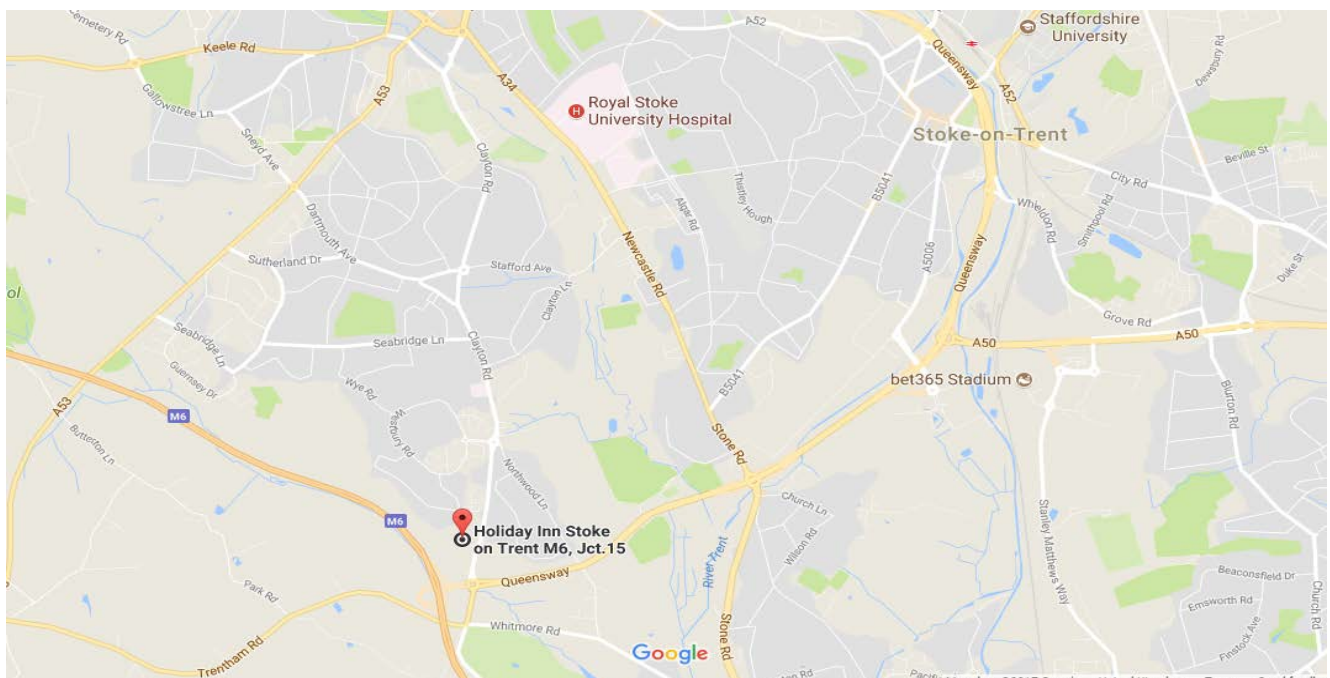 Cemetery Rd
Keele Rd
A53
A34
A52
Queensway
Staffordshire
University
Dewsbury Rd
Gallowstree Ln
Sneyd Ave
Clayton Rd
H
Royal Stoke
University Hospital
Stoke-on-Trent
A52
Beville St
City Rd
Thistley Hough
B5041
Algar Rd
Dartmouth Ave
Smithpool Rd
Whieldon Rd
Sutherland Dr
Stafford Ave
Newcastle Rd
A5006
Queensway
Duke St
ol
Clayton Ln
Seabridge Ln
Seabridge Ln
Clayton Rd
Grove Rd
A50
A50
Guernsey Dr
Wye Rd
B5041
bet365 Stadium
A53
M6
Westbury Rd
Stone Rd
Blurton Rd
Butterton Ln
Northwood Ln
M6
Church Ln
Holiday Inn Stoke
on Trent M6, Jct.15
Wilson Rd
Stanley Matthews Way
Queensway
River Trent
Park Rd
Beaconsfield Dr
Emsworth Rd
Church Rd
Whitmore Rd
Stone Rd
Finstock Ave
Trentham Rd
Google